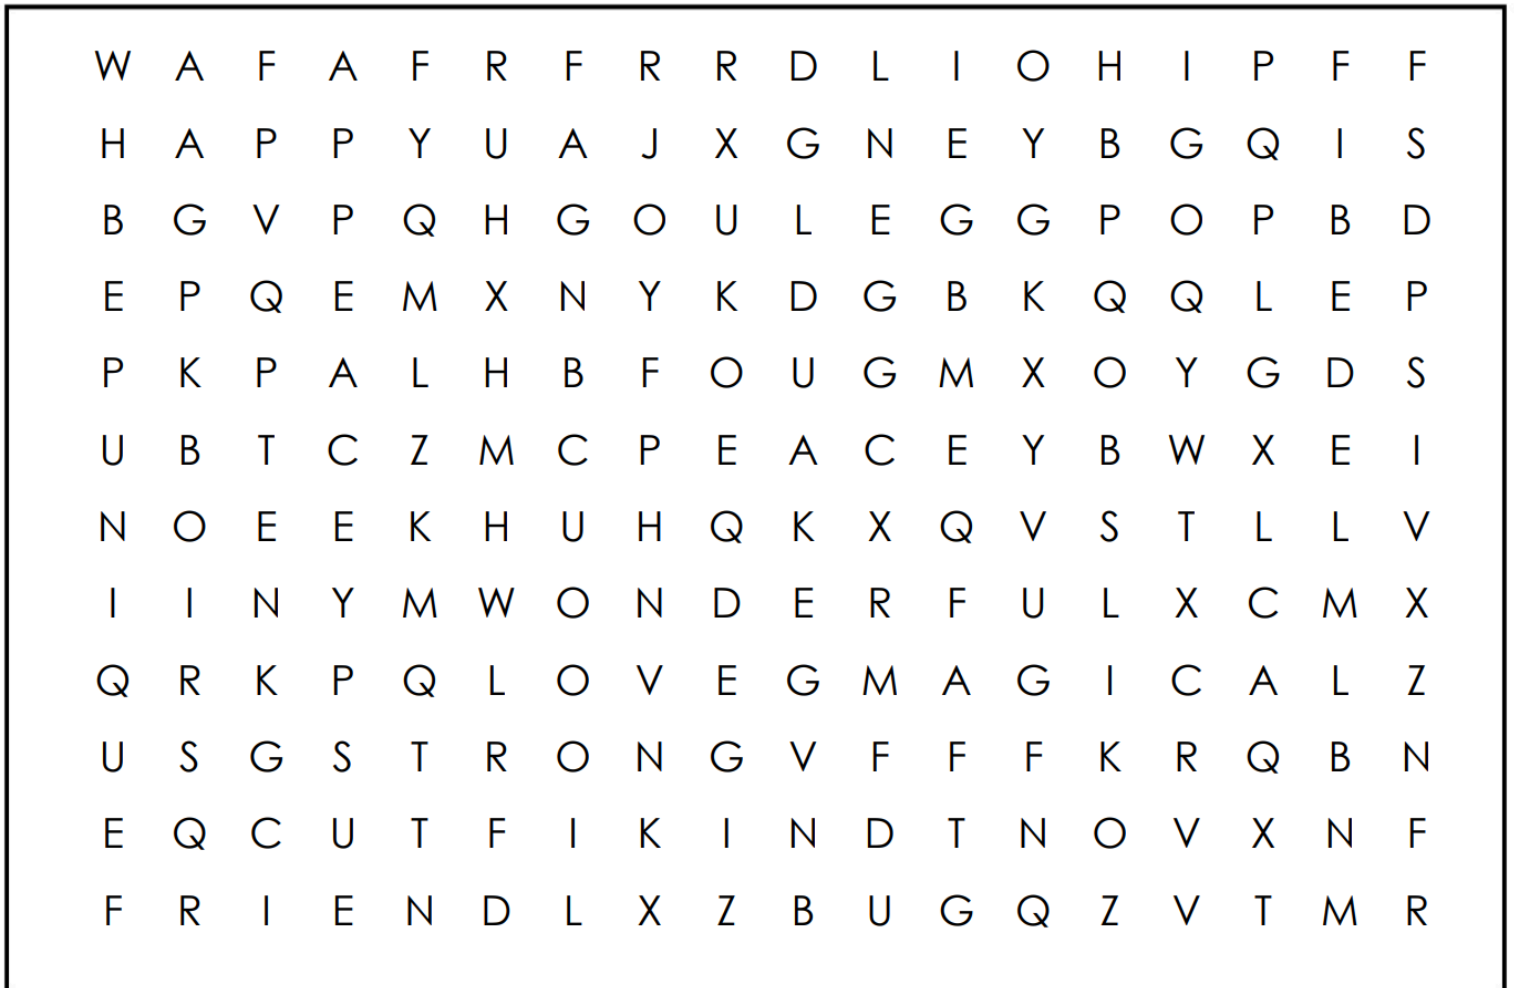 W A F A F R F R R D L I O H I P F F
H A P P Y U A J X G N E Y B G Q I S
B G V P Q H G O U L E G G P O P B D
E P Q E M X N Y K D G B K Q Q L E P
P K P A L H B F O U G M X O Y G D S
U B T C Z M C P E A C E Y B W X E I
N O E E K H U H Q K X Q V S T L L V
I I N Y M W O N D E R F U L X C M X
Q R K P Q L O V E G M A G I C A L Z
U S G S T R O N G V F F F K R Q B N
E Q C U T F I K I N D T N O V X N F
F R I E N D L X Z B U G Q Z V T M R